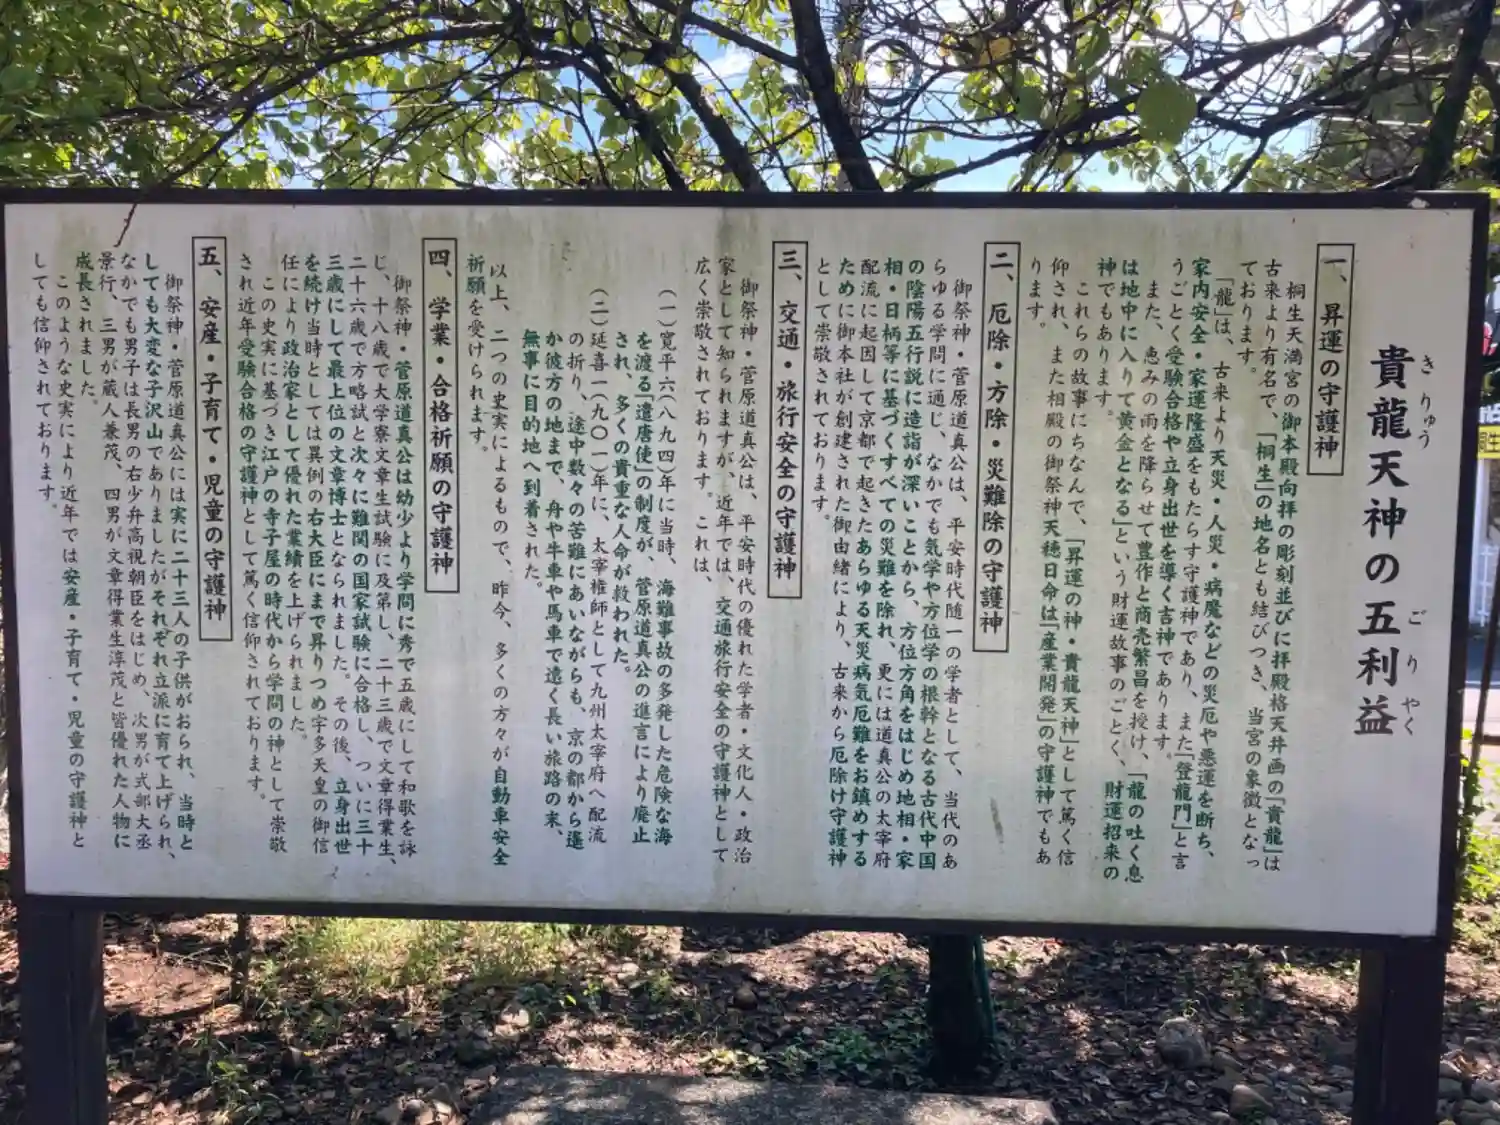 貴龍天神の五利益
きりゅう
ごりやく
一、昇運の守護神
桐生天満宮の御本殿向拝の彫刻並びに拝殿格天井画の「貴龍」は
古来より有名で、「桐生」の地名とも結びつき、当宮の象徴となっ
ております。
「龍」は、古来より天災・人災・病魔などの災厄や悪運を断ち、
家内安全・家運隆盛をもたらす守護神であり、また「登龍門」と言
うごとく受験合格や立身出世を導く吉神であります。
また、恵みの雨を降らせて豊作と商売繁昌を授け、「龍の吐く息
は地中に入りて黄金となる」という財運故事のごとく、財運招来の
神でもあります。
これらの故事にちなんで、「昇運の神・貴龍天神」として篤く信
仰され、また相殿の御祭神天穂日命は「産業開発」の守護神でもあ
ります。
二、厄除・方除・災難除の守護神
御祭神・菅原道真公は、平安時代随一の学者として、当代のあ
らゆる学問に通じ、なかでも気学や方位学の根幹となる古代中国
の陰陽五行説に造詣が深いことから、方位方角をはじめ地相・家
相・日柄等に基づくすべての災難を除れ、更には道真公の太宰府
配流に起因して京都で起きたあらゆる天災病気厄難をお鎮めする
ために御本社が創建された御由緒により、古来から厄除け守護神
として崇敬されております。
三、交通・旅行安全の守護神
御祭神・菅原道真公は、平安時代の優れた学者・文化人・政治
家として知られますが、近年では、交通旅行安全の守護神として
広く崇敬されております。これは、
(一)寛平六(八九四)年に当時、海難事故の多発した危険な海
を渡る「遣唐使」の制度が、菅原道真公の進言により廃止
され、多くの貴重な人命が救われた。
(二)延喜一(九〇一)年に、太宰権師として九州太宰府へ配流
の折り、途中数々の苦難にあいながらも、京の都から遙
か彼方の地まで、舟や牛車や馬車で遠く長い旅路の末、
無事に目的地へ到着された。
以上、二つの史実によるもので、昨今、多くの方々が自動車安全
祈願を受けられます。
四、学業・合格祈願の守護神
御祭神・菅原道真公は幼少より学問に秀で五歳にして和歌を詠
じ、十八歳で大学寮文章生試験に及第し、二十三歳で文章得業生、
二十六歳で方略試と次々に難関の国家試験に合格し、ついに三十
三歳にして最上位の文章博士となられました。その後、立身出世
を続け当時としては異例の右大臣にまで昇りつめ宇多天皇の御信
任により政治家として優れた業績を上げられました。
この史実に基づき江戸の寺子屋の時代から学問の神として崇敬
され近年受験合格の守護神として篤く信仰されております。
五、安産・子育て・児童の守護神
御祭神・菅原道真公には実に二十三人の子供がおられ、当時と
しても大変な子沢山でありましたがそれぞれ立派に育て上げられ、
なかでも男子は長男の右少弁高視朝臣をはじめ、次男が式部大丞
景行、三男が蔵人兼茂、四男が文章得業生淳茂と皆優れた人物に
成長されました。
このような史実により近年では安産・子育て・児童の守護神と
しても信仰されております。